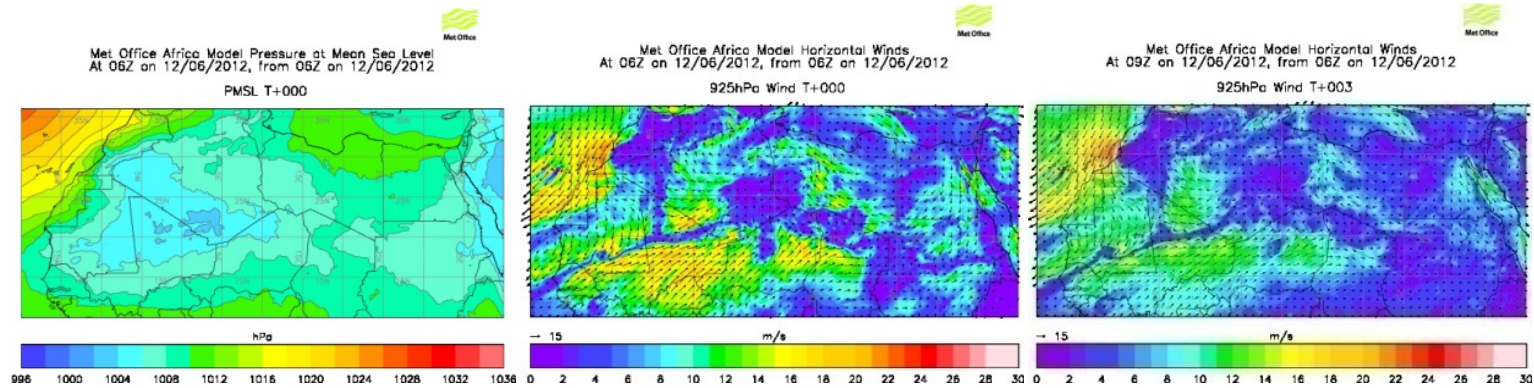 Met Office
Met Office Africa Model Pressure at Mean Sea Level
At 06Z on 12/06/2012, from 06Z on 12/06/2012
PMSL T+000
hPa
996 1000 1004 1008 1012 1016 1020 1024 1028 1032 1036
Met Office
Met Office Africa Model Horizontal Winds
At 06Z on 12/06/2012, from 06Z on 12/06/2012
925hPa Wind T+000
→ 15
m/s
0 2 4 6 8 10 12 14 16 18 20 22 24 26 28 30
Met Office
Met Office Africa Model Horizontal Winds
At 09Z on 12/06/2012, from 06Z on 12/06/2012
925hPa Wind T+003
→ 15
m/s
0 2 4 6 8 10 12 14 16 18 20 22 24 26 28 30